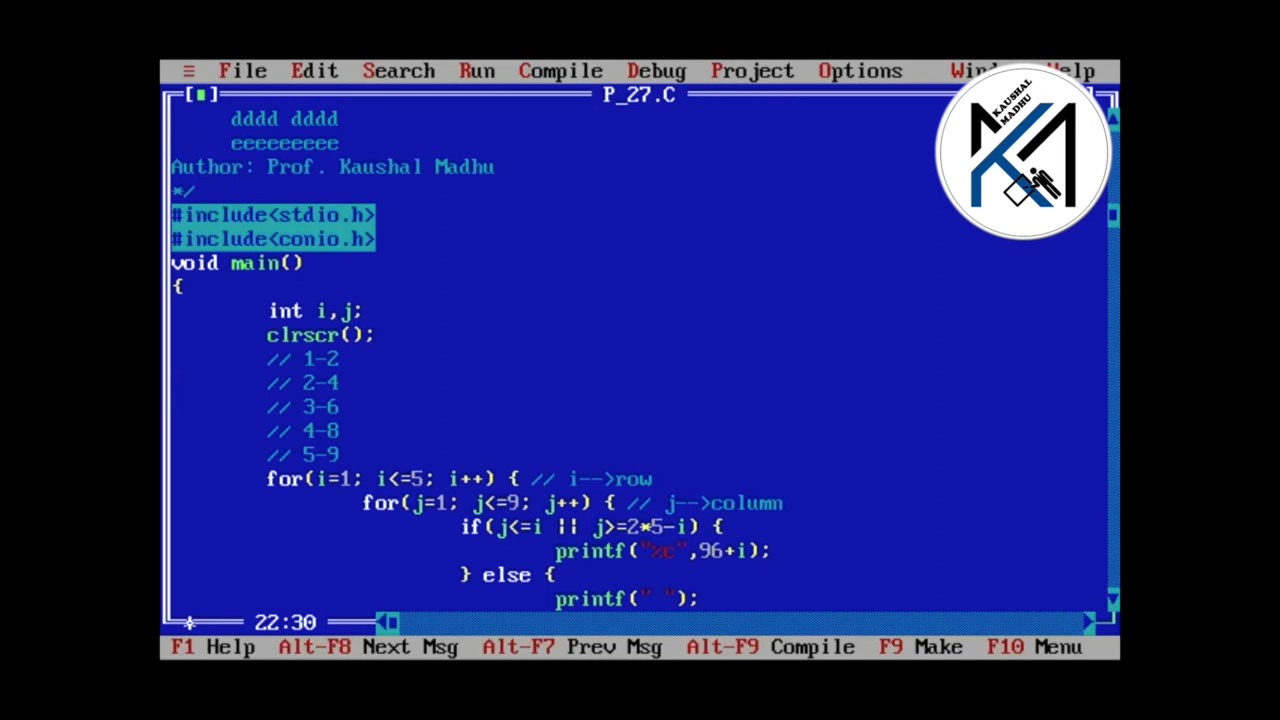 ≡ File Edit Search Run Compile Debug Project Options
P_27.C
KAUSHAL
MADHU
dddd dddd
eeeeeeeee
Author: Prof. Kaushal Madhu
*/
#include<stdio.h>
#include<conio.h>
void main()
{
int i,j;
clrscr();
// 1-2
// 2-4
// 3-6
// 4-8
// 5-9
for(i=1; i<=5; i++) { // i-->row
for(j=1; j<=9; j++) { // j-->column
if(j<=i || j>=2*5-i) {
printf("%c",96+i);
} else {
printf(" ");
22:30
F1 Help Alt-F8 Next Msg Alt-F7 Prev Msg Alt-F9 Compile F9 Make F10 Menu